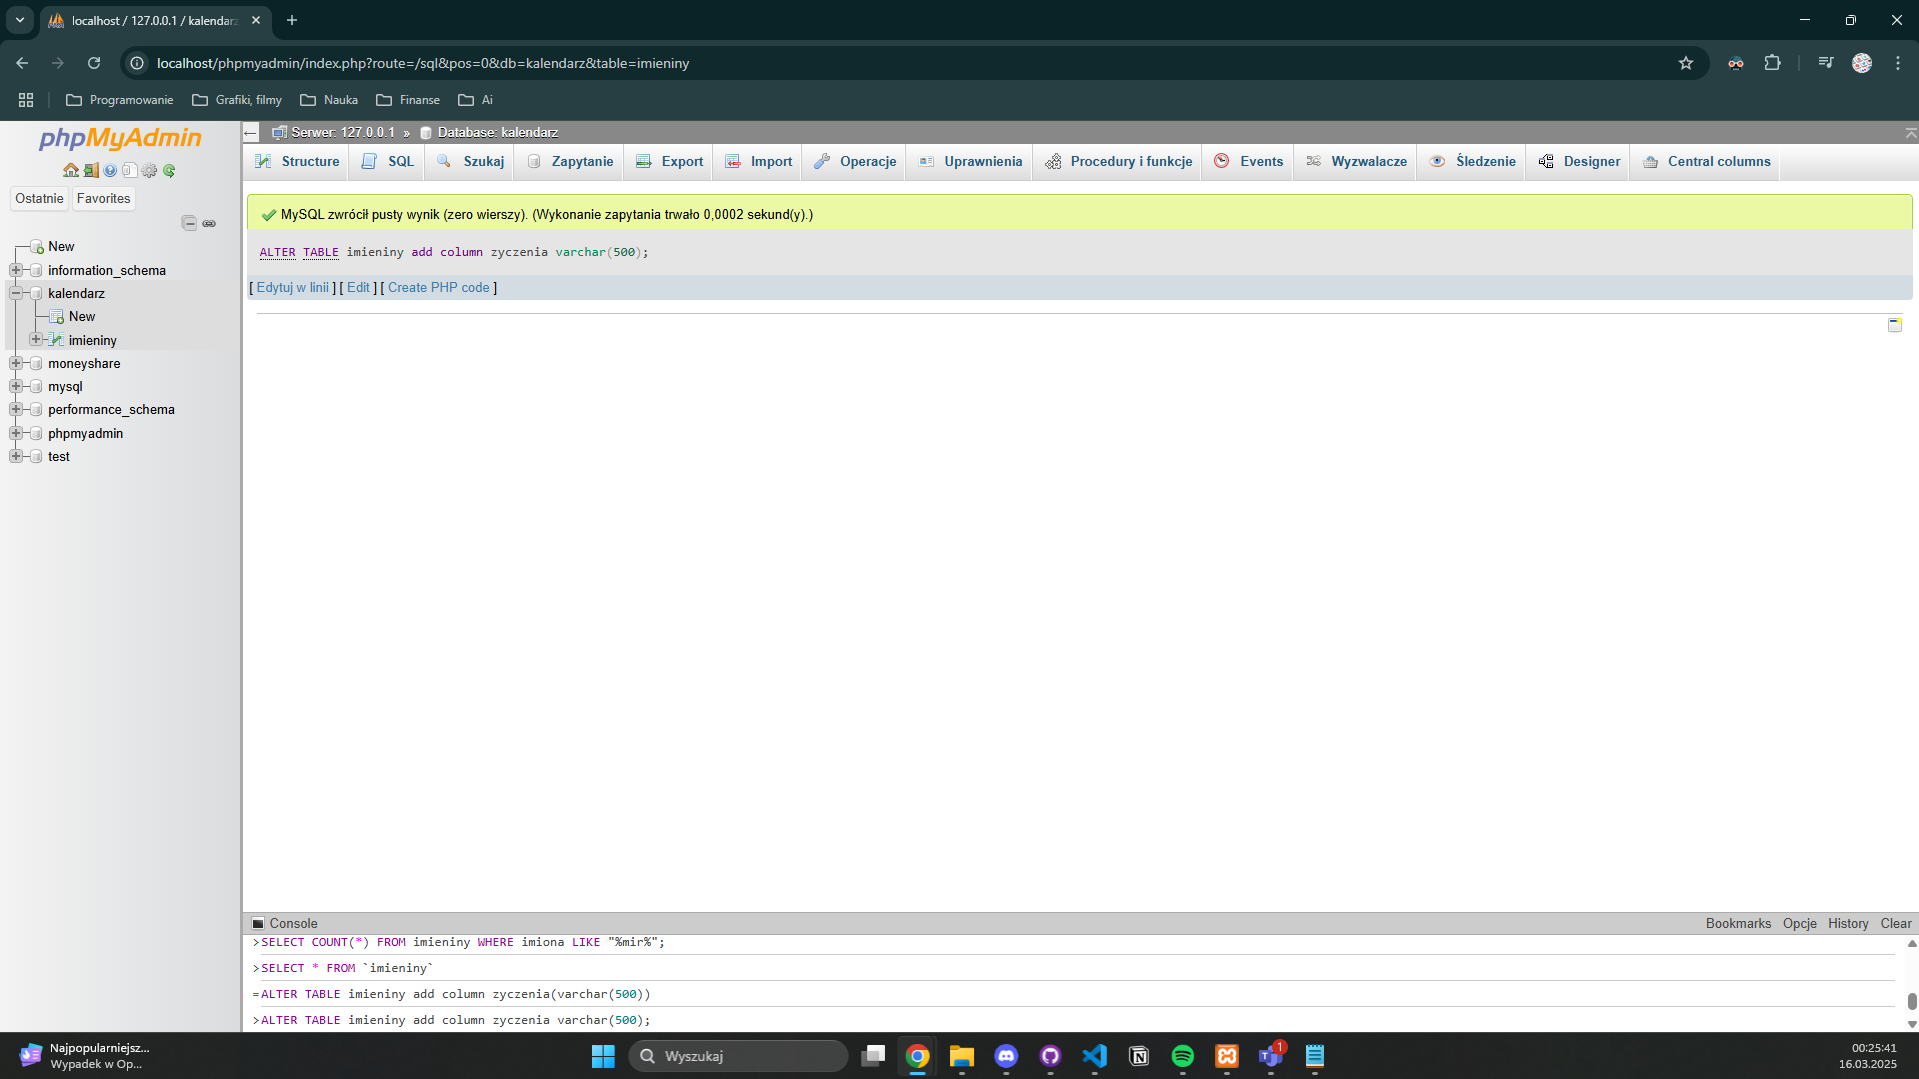 localhost / 127.0.0.1 / kalendarz
localhost/phpmyadmin/index.php?route=/sql&pos=0&db=kalendarz&table=imieniny
Programowanie
Grafiki, filmy
Nauka
Finanse
Ai
phpMyAdmin
Ostatnie
Favorites
New
information_schema
kalendarz
New
imieniny
moneyshare
mysql
performance_schema
phpmyadmin
test
Serwer: 127.0.0.1 » Database: kalendarz
Structure
SQL
Szukaj
Zapytanie
Export
Import
Operacje
Uprawnienia
Procedury i funkcje
Events
Wyzwalacze
Śledzenie
Designer
Central columns
MySQL zwrócił pusty wynik (zero wierszy). (Wykonanie zapytania trwało 0,0002 sekund(y).)
ALTER TABLE imieniny add column zyczenia varchar(500);
[ Edytuj w linii ] [ Edit ] [ Create PHP code ]
Console
Bookmarks
Opcje
History
Clear
>SELECT COUNT(*) FROM imieniny WHERE imiona LIKE "%mir%";
>SELECT * FROM `imieniny`
=ALTER TABLE imieniny add column zyczenia(varchar(500))
>ALTER TABLE imieniny add column zyczenia varchar(500);
Najpopularniejsz...
Wypadek w Op...
Wyszukaj
1
00:25:41
16.03.2025